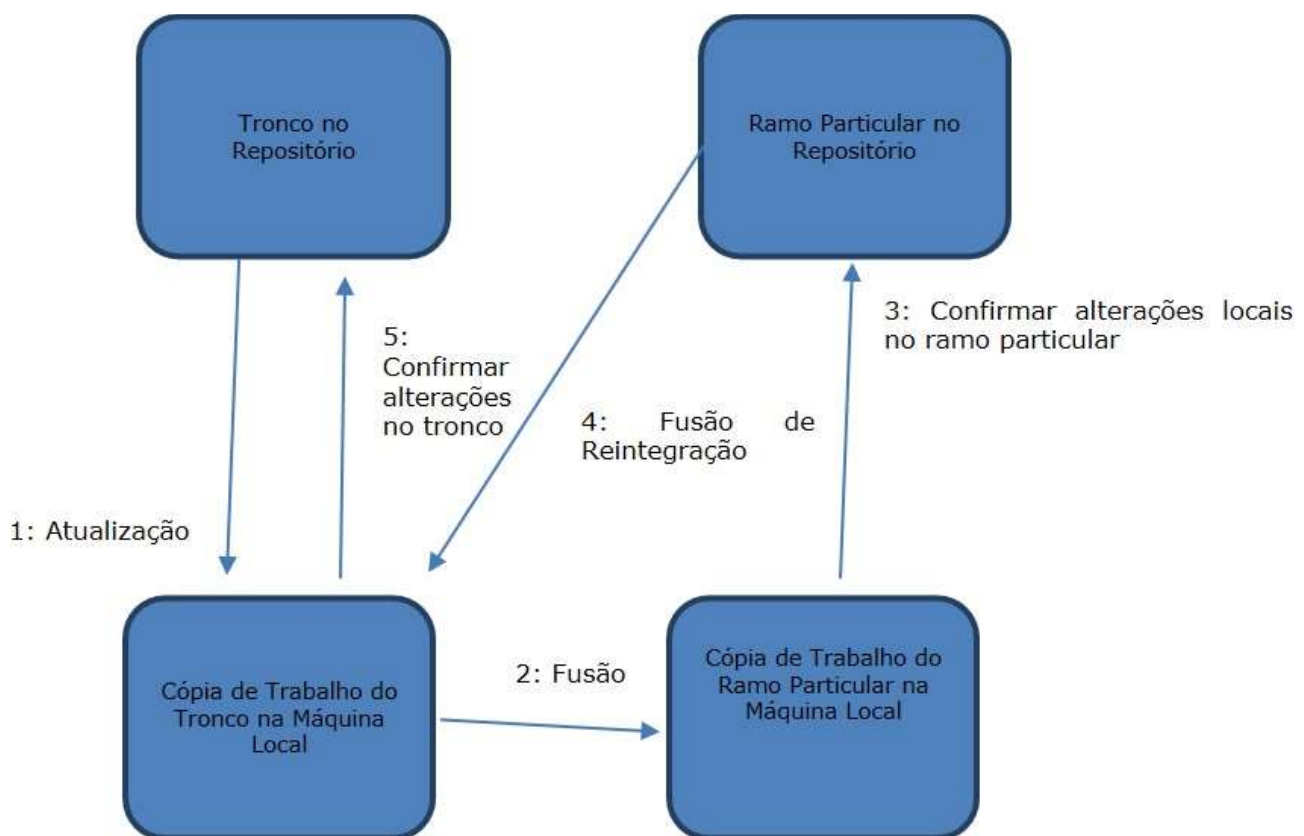 Tronco no
Repositório
Ramo Particular no
Repositório
5:
Confirmar
alterações
no tronco
3: Confirmar alterações locais
no ramo particular
4: Fusão de
Reintegração
1: Atualização
2: Fusão
Cópia de Trabalho do
Tronco na Máquina
Local
Cópia de Trabalho do
Ramo Particular na
Máquina Local